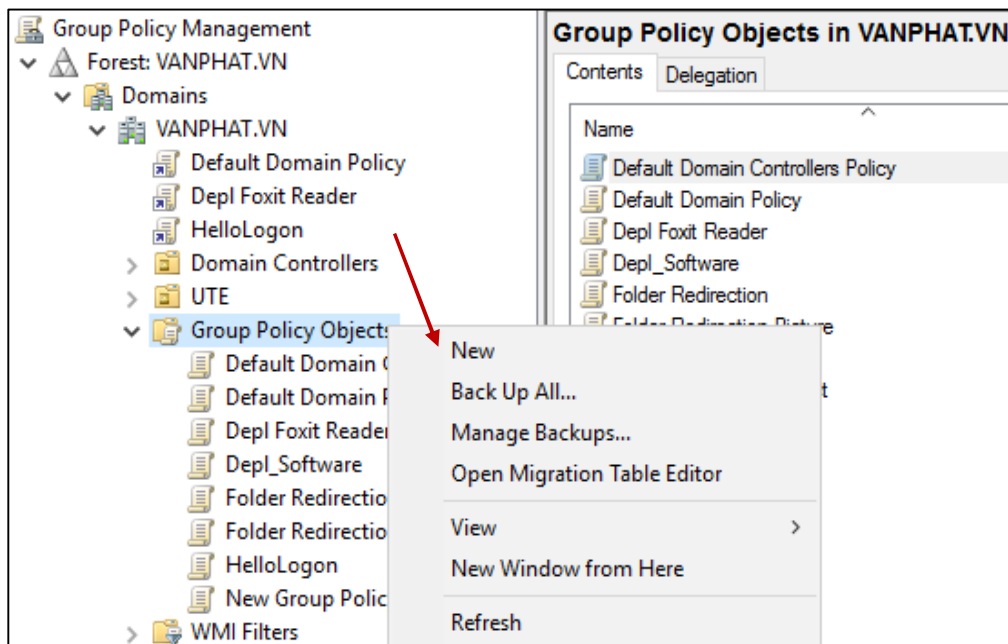 Group Policy Management
Forest: VANPHAT.VN
Domains
VANPHAT.VN
Default Domain Policy
Depl Foxit Reader
HelloLogon
Domain Controllers
UTE
Group Policy Objects
Default Domain
Default Domain
Depl Foxit Reader
Depl_Software
Folder Redirectio
Folder Redirectio
HelloLogon
New Group Polic
WMI Filters
New
Back Up All...
Manage Backups...
Open Migration Table Editor
View
New Window from Here
Refresh
Group Policy Objects in VANPHAT.VN
Contents
Delegation
Name
Default Domain Controllers Policy
Default Domain Policy
Depl Foxit Reader
Depl_Software
Folder Redirection
Folder Redirection Picture